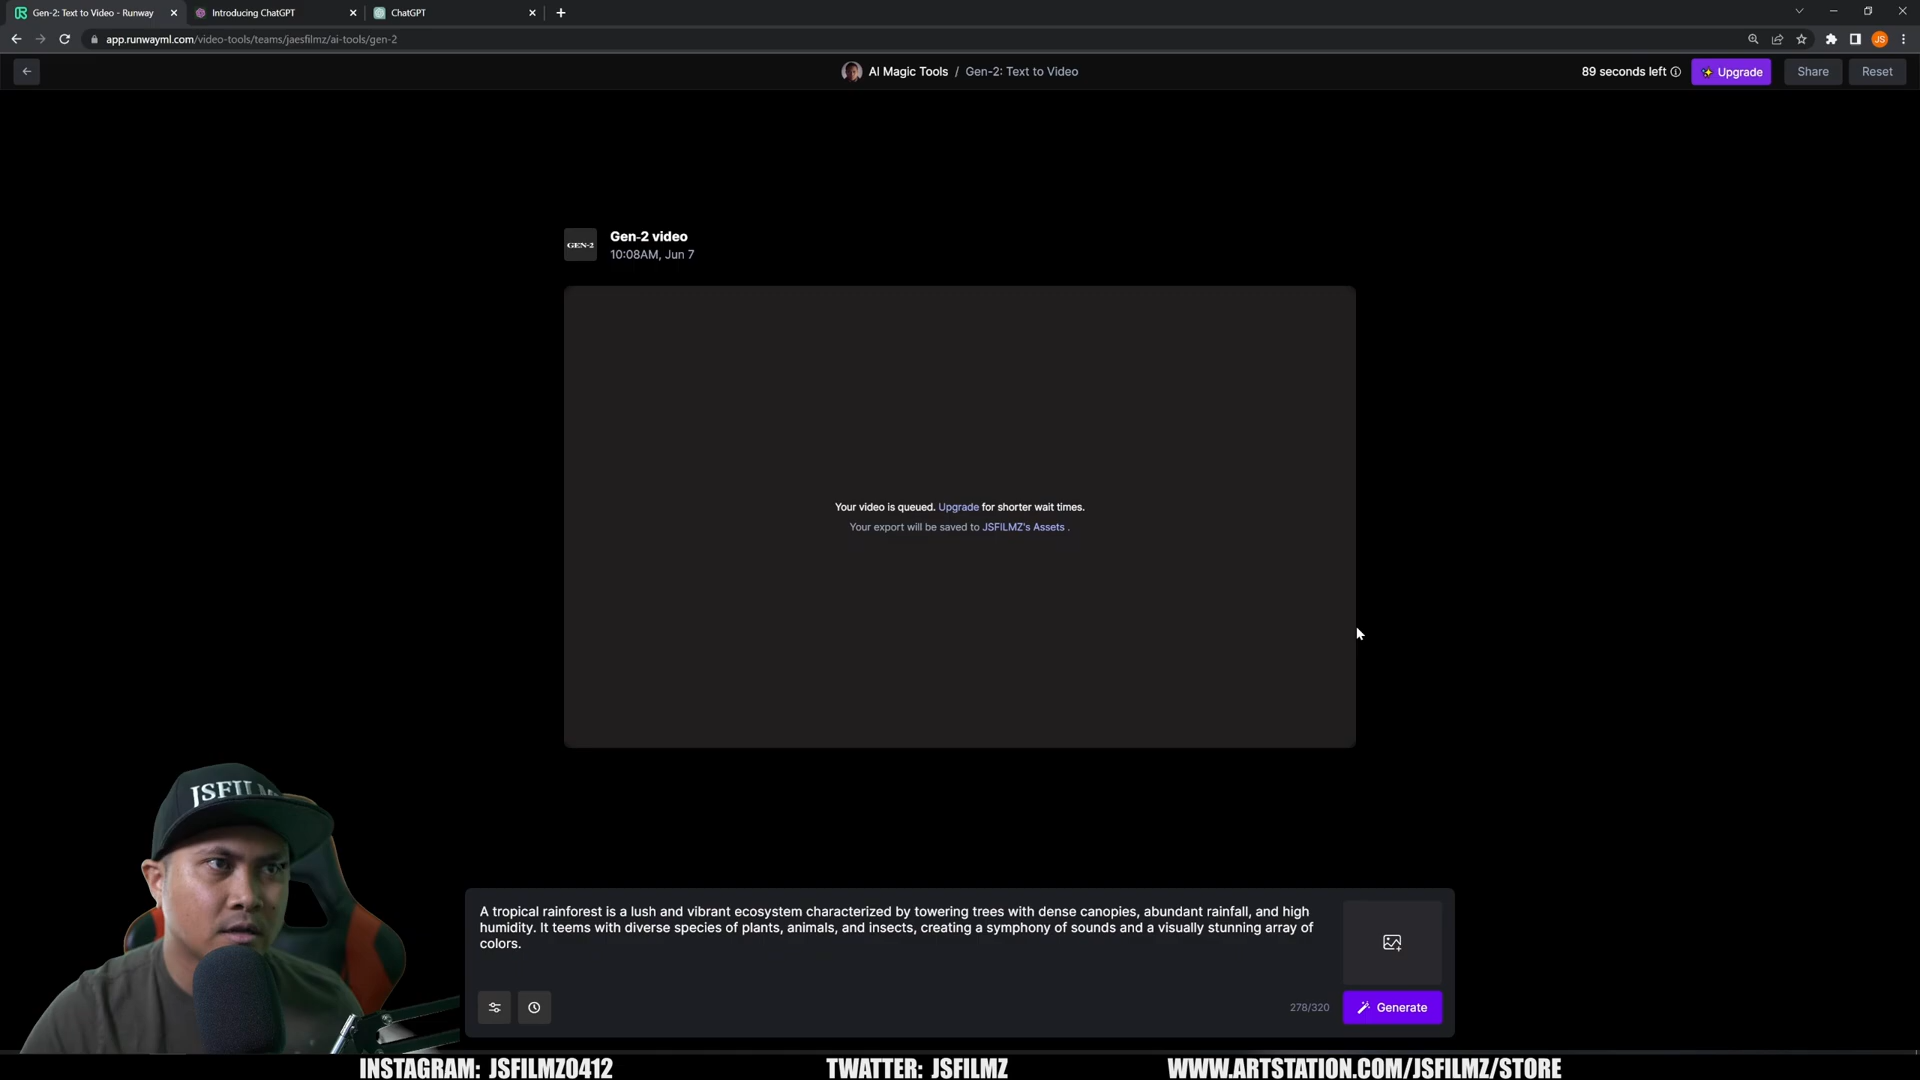 Gen-2: Text to Video - Runway
Introducing ChatGPT
ChatGPT
app.runwayml.com/video-tools/teams/jaesfilmz/ai-tools/gen-2
JS
AI Magic Tools / Gen-2: Text to Video
89 seconds left
Upgrade
Share
Reset
GEN-2
Gen-2 video
10:08AM, Jun 7
Your video is queued. Upgrade for shorter wait times.
Your export will be saved to JSFILMZ's Assets .
JSFILM
A tropical rainforest is a lush and vibrant ecosystem characterized by towering trees with dense canopies, abundant rainfall, and high
humidity. It teems with diverse species of plants, animals, and insects, creating a symphony of sounds and a visually stunning array of
colors.
278/320
Generate
INSTAGRAM: JSFILMZ0412
TWATTER: JSFILMZ
WWW.ARTSTATION.COM/JSFILMZ/STORE